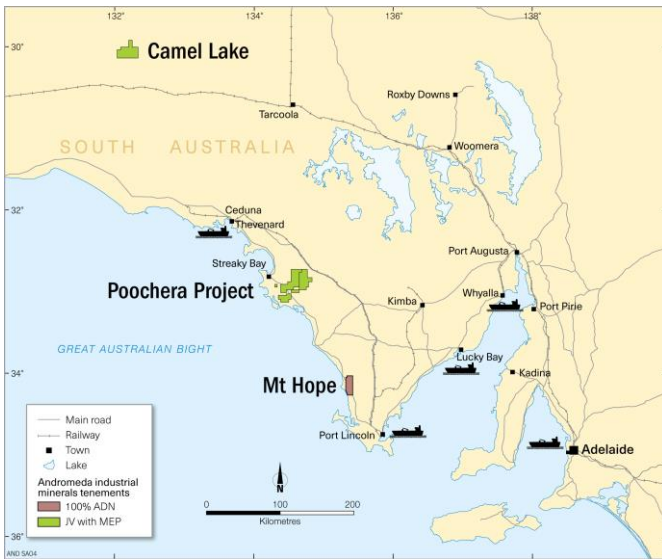 132°
134°
136°
138°
30°
Camel Lake
Roxby Downs
Tarcoola
SOUTH AUSTRALIA
Woomera
32°
Ceduna
Thevenard
Streaky Bay
Port Augusta
Poochera Project
Whyalla
Kimba
Port Pirie
GREAT AUSTRALIAN BIGHT
Lucky Bay
34°
Mt Hope
Kadina
Port Lincoln
Adelaide
Main road
Railway
Town
Lake
Andromeda industrial
minerals tenements
100% ADN
JV with MEP
N
0 100 200
Kilometres
36°
AND SA04